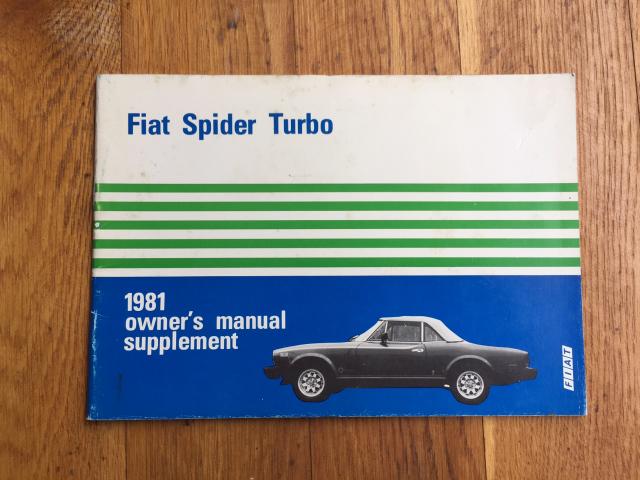 Fiat Spider Turbo
1981
owner's manual
supplement
FIAT